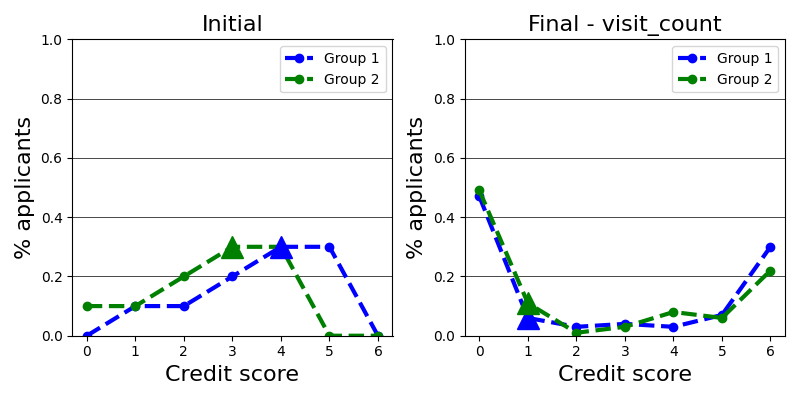 Initial
Final - visit_count
1.0
0.8
0.6
0.4
0.2
0.0
% applicants
Group 1
Group 2
0 1 2 3 4 5 6
Credit score
1.0
0.8
0.6
0.4
0.2
0.0
% applicants
Group 1
Group 2
0 1 2 3 4 5 6
Credit score